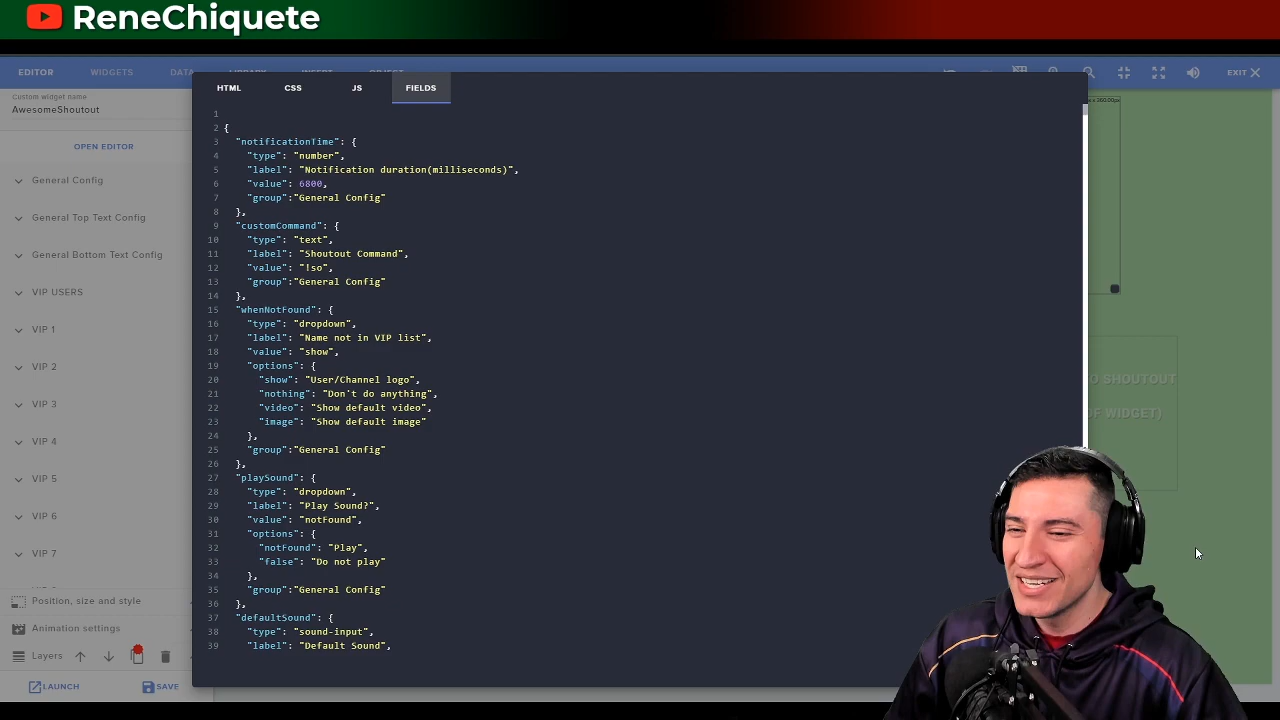 ReneChiquete
EDITOR
WIDGETS
DATA
EXIT
Custom widget name
AwesomeShoutout
OPEN EDITOR
General Config
General Top Text Config
General Bottom Text Config
VIP USERS
VIP 1
VIP 2
VIP 3
VIP 4
VIP 5
VIP 6
VIP 7
Position, size and style
Animation settings
Layers
LAUNCH
SAVE
HTML
CSS
JS
FIELDS
1
2 {
3 "notificationTime": {
4 "type": "number",
5 "label": "Notification duration(milliseconds)",
6 "value": 6800,
7 "group":"General Config"
8 },
9 "customCommand": {
10 "type": "text",
11 "label": "Shoutout Command",
12 "value": "!so",
13 "group":"General Config"
14 },
15 "whenNotFound": {
16 "type": "dropdown",
17 "label": "Name not in VIP list",
18 "value": "show",
19 "options": {
20 "show": "User/Channel logo",
21 "nothing": "Don't do anything",
22 "video": "Show default video",
23 "image": "Show default image"
24 },
25 "group":"General Config"
26 },
27 "playSound": {
28 "type": "dropdown",
29 "label": "Play Sound?",
30 "value": "notFound",
31 "options": {
32 "notFound": "Play",
33 "false": "Do not play"
34 },
35 "group":"General Config"
36 },
37 "defaultSound": {
38 "type": "sound-input",
39 "label": "Default Sound",
O SHOUTOUT
OF WIDGET)